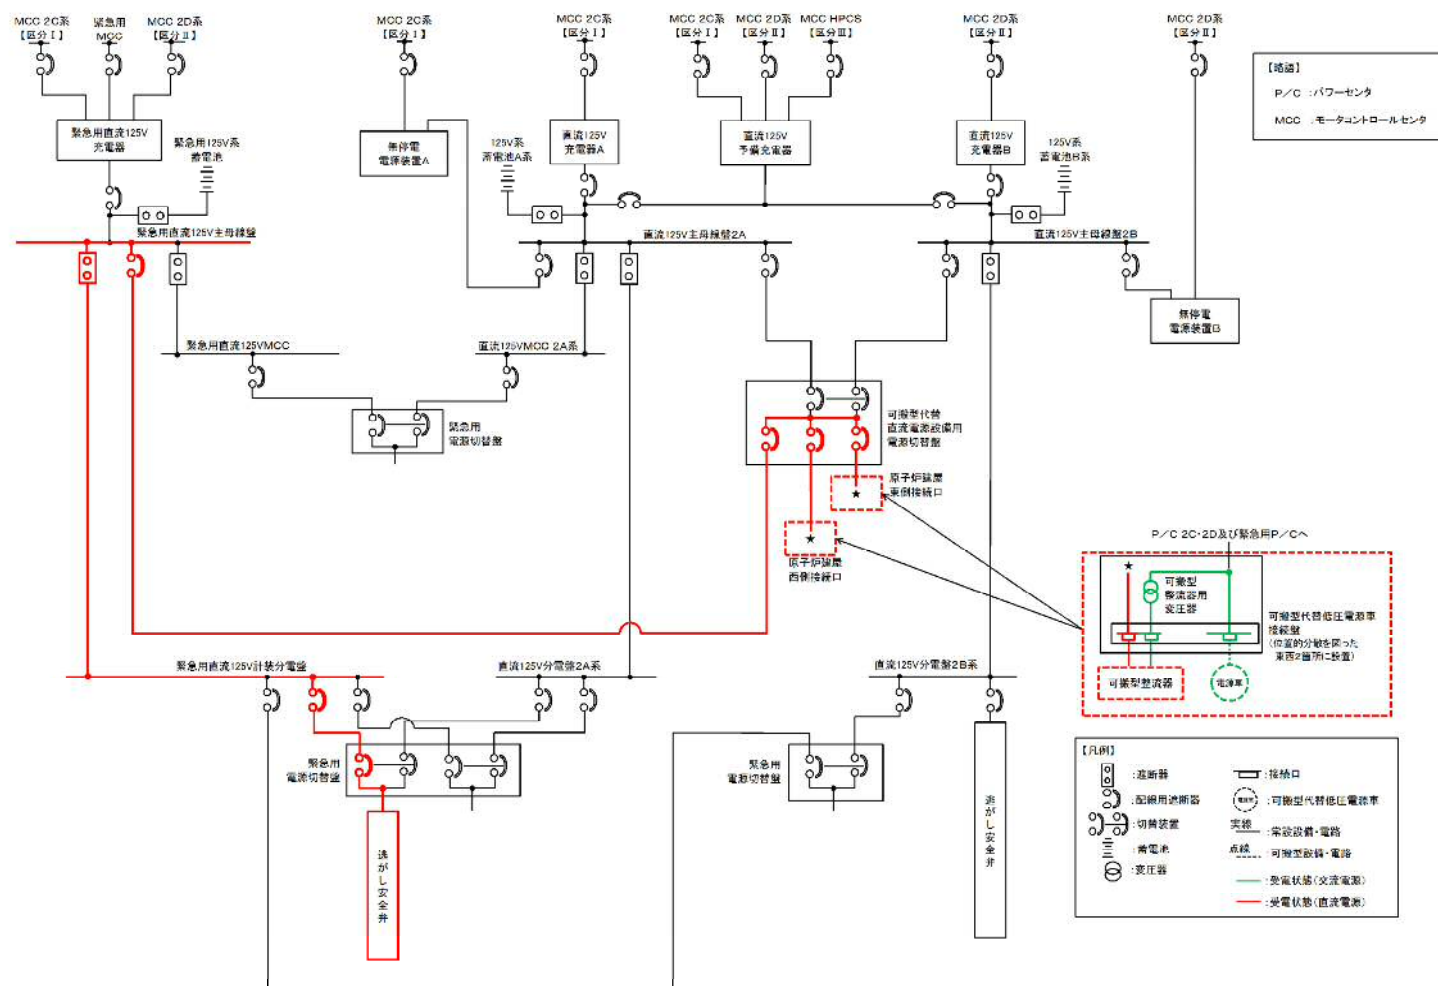 MCC 2C系
【区分Ⅰ】
緊急用
MCC
MCC 2D系
【区分Ⅱ】
MCC 2C系
【区分Ⅰ】
MCC 2C系
【区分Ⅰ】
MCC 2C系
【区分Ⅰ】
MCC 2D系
【区分Ⅱ】
MCC HPCS
【区分Ⅲ】
MCC 2D系
【区分Ⅱ】
MCC 2D系
【区分Ⅱ】
【略語】
P/C :パワーセンタ
MCC :モータコントロールセンタ
緊急用直流125V
充電器
緊急用125V系
蓄電池
無停電
電源装置A
125V系
蓄電池A系
直流125V
充電器A
直流125V
予備充電器
直流125V
充電器B
125V系
蓄電池B系
緊急用直流125V主母線盤
直流125V主母線盤2A
直流125V主母線盤2B
無停電
電源装置B
緊急用直流125VMCC
直流125VMCC 2A系
緊急用
電源切替盤
可搬型代替
直流電源設備用
電源切替盤
原子炉建屋
東側接続口
★
★
原子炉建屋
西側接続口
P/C 2C・2D及び緊急用P/Cへ
★
可搬型
整流器用
変圧器
可搬型代替低圧電源車
接続盤
(位置的分散を図った
東西2箇所に設置)
可搬型整流器
電源車
緊急用直流125V計装分電盤
直流125V分電盤2A系
直流125V分電盤2B系
緊急用
電源切替盤
緊急用
電源切替盤
逃がし安全弁
逃がし安全弁
【凡例】
:遮断器
:配線用遮断器
:切替装置
:蓄電池
:変圧器
:接続口
電源車
:可搬型代替低圧電源車
実線
:常設設備・電路
点線
:可搬型設備・電路
:受電状態(交流電源)
:受電状態(直流電源)